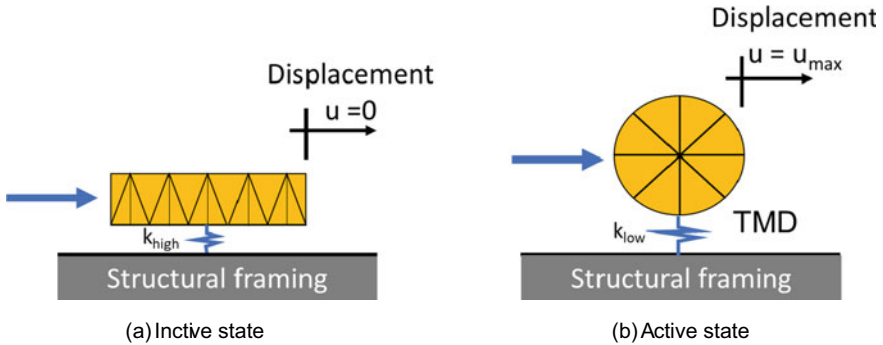 Displacement
u =0
k_high
Structural framing
(a) Inctive state
Displacement
u = u_max
k_low
TMD
Structural framing
(b) Active state